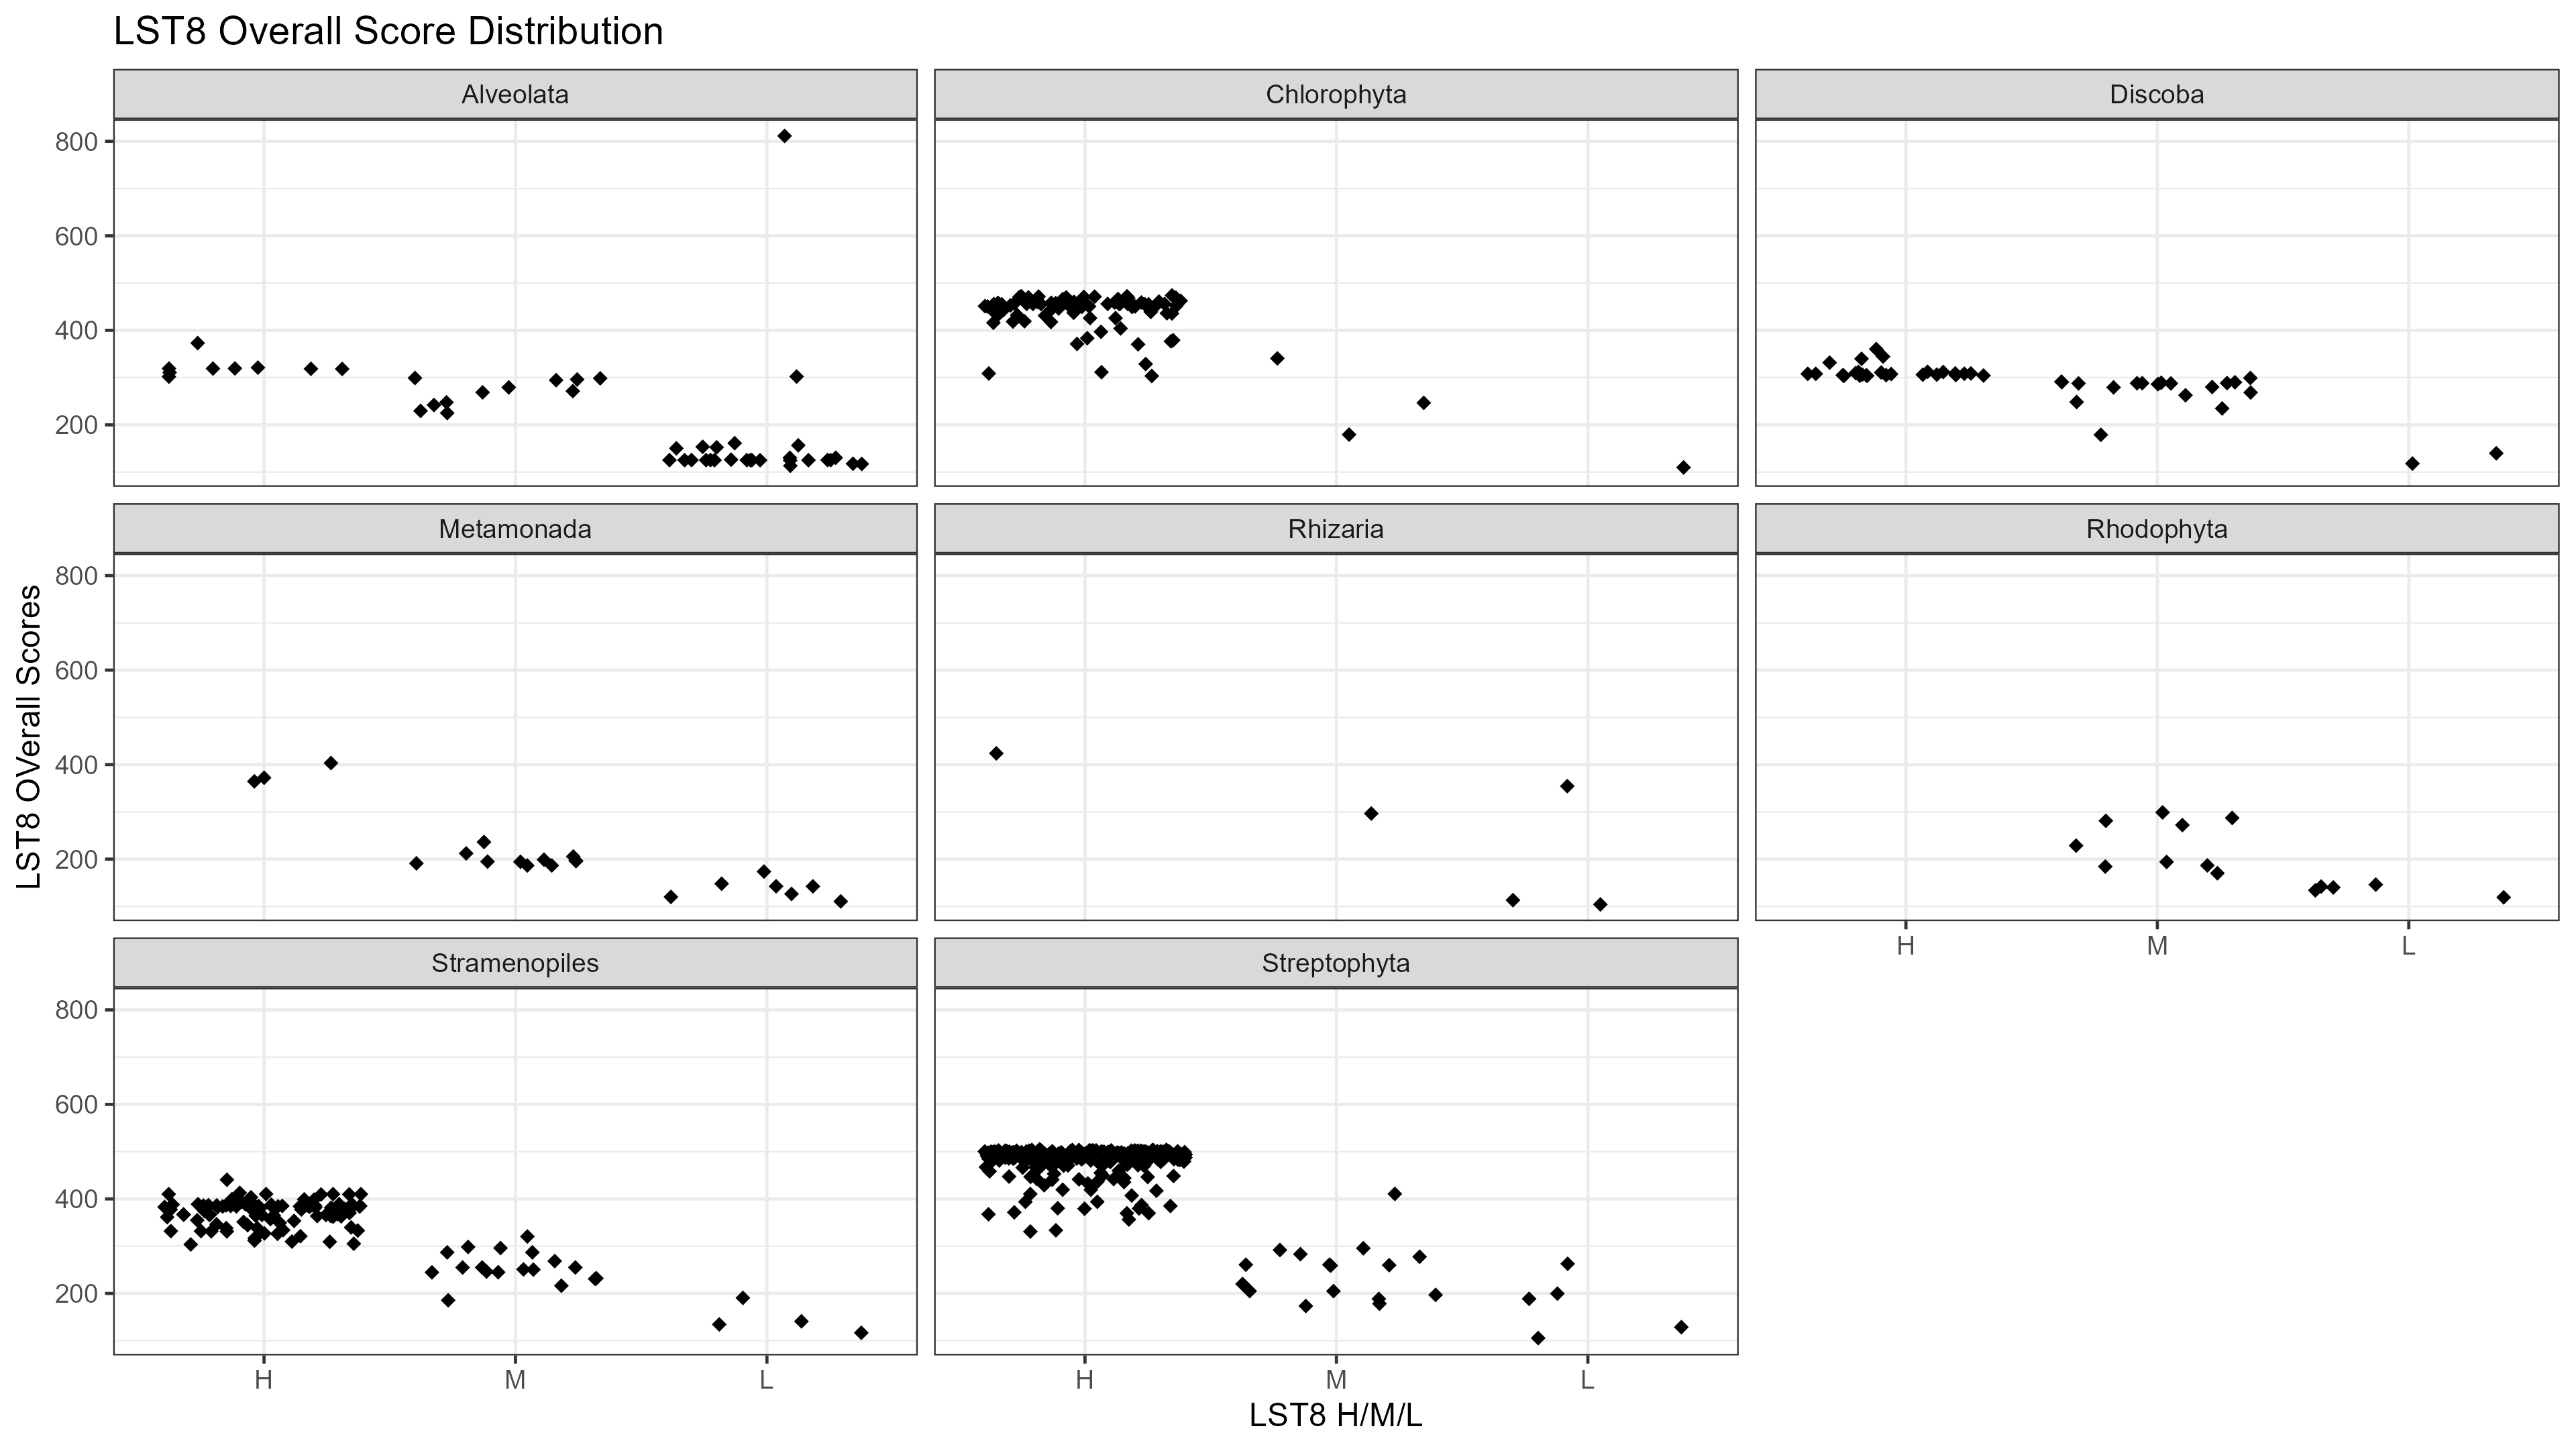 LST8 Overall Score Distribution
Alveolata
Chlorophyta
Discoba
800
600
400
200
Metamonada
Rhizaria
Rhodophyta
800
600
400
200
H M L
Stramenopiles
Streptophyta
800
600
400
200
H M L
H M L
LST8 OVerall Scores
LST8 H/M/L